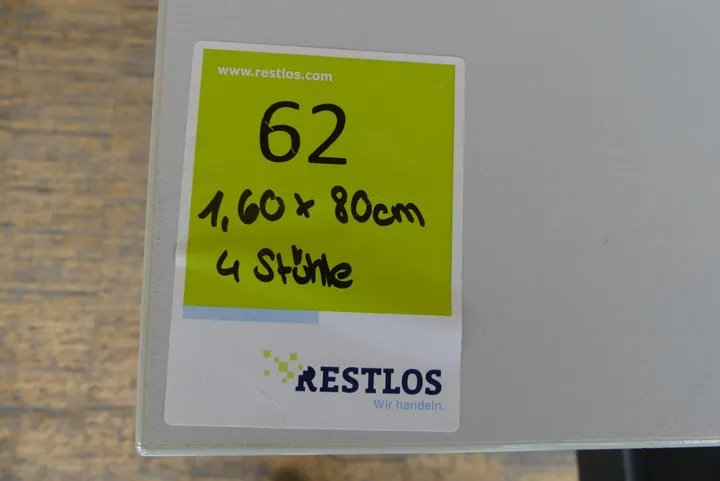 www.restlos.com
62
1,60 x 80cm
4 Stühle
RESTLOS
Wir handeln.